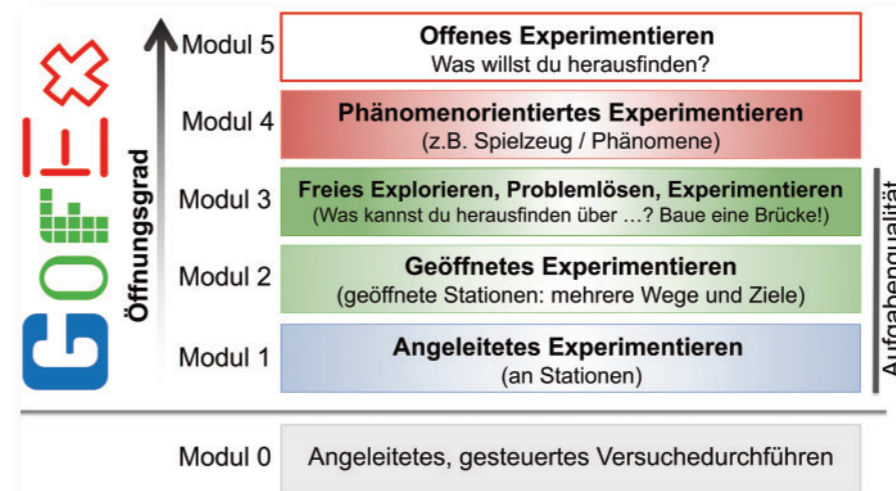 GOFEX
Öffnungsgrad
Modul 5
Offenes Experimentieren
Was willst du herausfinden?
Modul 4
Phänomenorientiertes Experimentieren
(z.B. Spielzeug / Phänomene)
Modul 3
Freies Explorieren, Problemlösen, Experimentieren
(Was kannst du herausfinden über …? Baue eine Brücke!)
Modul 2
Geöffnetes Experimentieren
(geöffnete Stationen: mehrere Wege und Ziele)
Modul 1
Angeleitetes Experimentieren
(an Stationen)
Aufgabenqualität
Modul 0
Angeleitetes, gesteuertes Versuchedurchführen